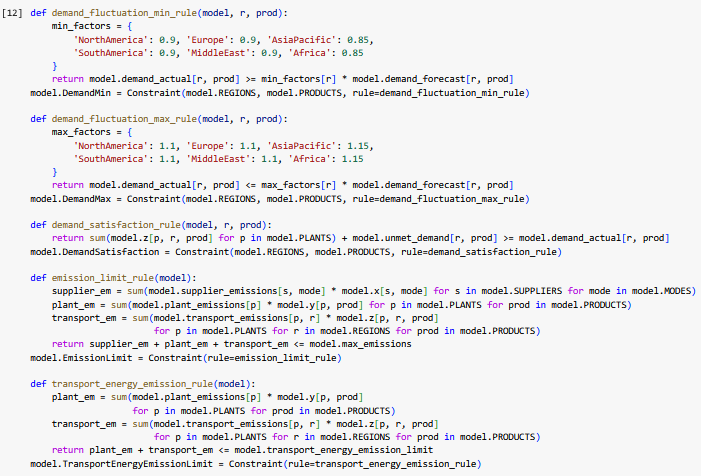 [12] def demand_fluctuation_min_rule(model, r, prod):
    min_factors = {
        'NorthAmerica': 0.9, 'Europe': 0.9, 'AsiaPacific': 0.85,
        'SouthAmerica': 0.9, 'MiddleEast': 0.9, 'Africa': 0.85
    }
    return model.demand_actual[r, prod] >= min_factors[r] * model.demand_forecast[r, prod]
model.DemandMin = Constraint(model.REGIONS, model.PRODUCTS, rule=demand_fluctuation_min_rule)
def demand_fluctuation_max_rule(model, r, prod):
    max_factors = {
        'NorthAmerica': 1.1, 'Europe': 1.1, 'AsiaPacific': 1.15,
        'SouthAmerica': 1.1, 'MiddleEast': 1.1, 'Africa': 1.15
    }
    return model.demand_actual[r, prod] <= max_factors[r] * model.demand_forecast[r, prod]
model.DemandMax = Constraint(model.REGIONS, model.PRODUCTS, rule=demand_fluctuation_max_rule)
def demand_satisfaction_rule(model, r, prod):
    return sum(model.z[p, r, prod] for p in model.PLANTS) + model.unmet_demand[r, prod] >= model.demand_actual[r, prod]
model.DemandSatisfaction = Constraint(model.REGIONS, model.PRODUCTS, rule=demand_satisfaction_rule)
def emission_limit_rule(model):
    supplier_em = sum(model.supplier_emissions[s, mode] * model.x[s, mode] for s in model.SUPPLIERS for mode in model.MODES)
    plant_em = sum(model.plant_emissions[p] * model.y[p, prod] for p in model.PLANTS for prod in model.PRODUCTS)
    transport_em = sum(model.transport_emissions[p, r] * model.z[p, r, prod]
                       for p in model.PLANTS for r in model.REGIONS for prod in model.PRODUCTS)
    return supplier_em + plant_em + transport_em <= model.max_emissions
model.EmissionLimit = Constraint(rule=emission_limit_rule)
def transport_energy_emission_rule(model):
    plant_em = sum(model.plant_emissions[p] * model.y[p, prod]
                   for p in model.PLANTS for prod in model.PRODUCTS)
    transport_em = sum(model.transport_emissions[p, r] * model.z[p, r, prod]
                       for p in model.PLANTS for r in model.REGIONS for prod in model.PRODUCTS)
    return plant_em + transport_em <= model.transport_energy_emission_limit
model.TransportEnergyEmissionLimit = Constraint(rule=transport_energy_emission_rule)